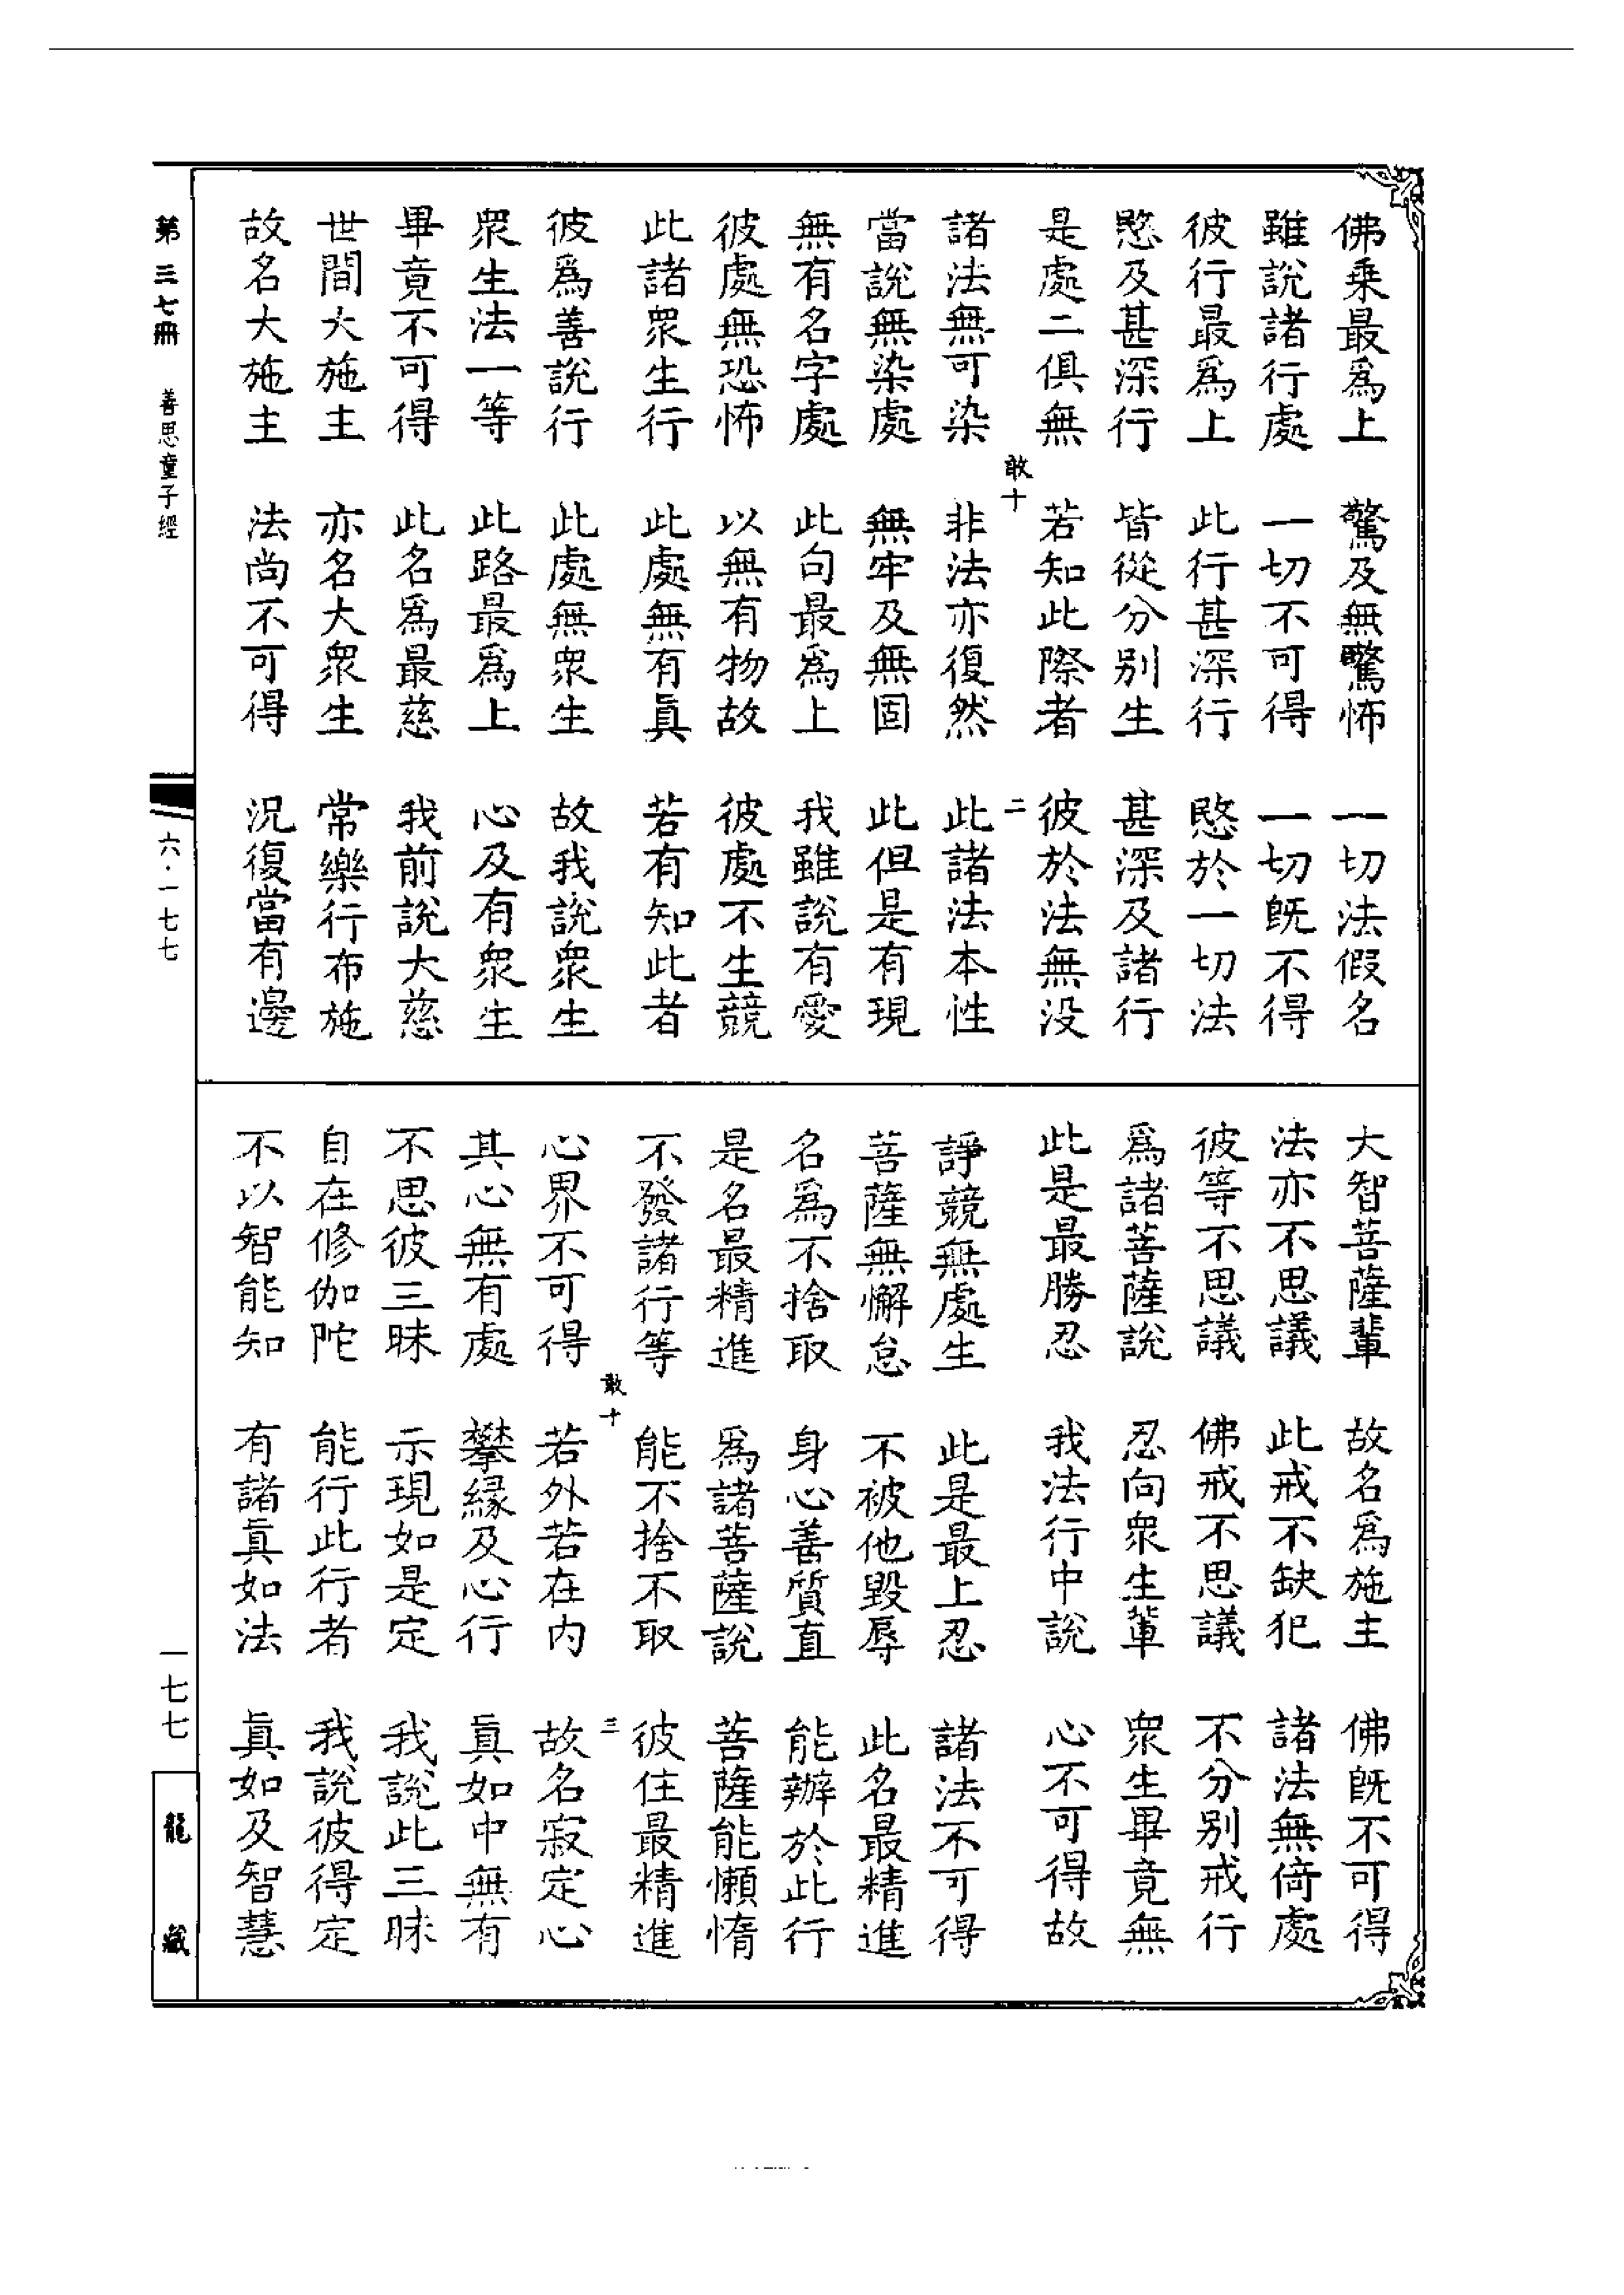 佛乘最爲上　驚及無驚怖　一切法假名
雖說諸行處　一切不可得　一切旣不得
彼行最爲上　此行甚深行　愍於一切法
愍及甚深行　皆從分別生　甚深及諸行
是處二俱無　若知此際者　彼於法無没
敢十　二
諸法無可染　非法亦復然　此諸法本性
當說無染處　無牢及無固　此但是有現
無有名字處　此句最爲上　我雖說有愛
彼處無恐怖　以無有物故　彼處不生競
此諸衆生行　此處無有眞　若有知此者
彼爲善說行　此處無衆生　故我說衆生
衆生法一等　此路最爲上　心及有衆生
畢竟不可得　此名爲最慈　我前說大慈
世間大施主　亦名大衆生　常樂行布施
故名大施主　法尚不可得　況復當有邊
大智菩薩輩　故名爲施主　佛旣不可得
法亦不思議　此戒不缺犯　諸法無倚處
彼等不思議　佛戒不思議　不分別戒行
爲諸菩薩說　忍向衆生輩　衆生畢竟無
此是最勝忍　我法行中說　心不可得故
諍競無處生　此是最上忍　諸法不可得
菩薩無懈怠　不被他毀辱　此名最精進
名爲不捨取　身心善質直　能辦於此行
是名最精進　爲諸菩薩說　菩薩能懶惰
不發諸行等　能不捨不取　彼住最精進
敢十　三
心界不可得　若外若在内　故名寂定心
其心無有處　攀緣及心行　眞如中無有
不思彼三昧　示現如是定　我說此三昧
自在修伽陀　能行此行者　我說彼得定
不以智能知　有諸眞如法　眞如及智慧
第三七冊　善思童子經　六·一七七　一七七　龍藏